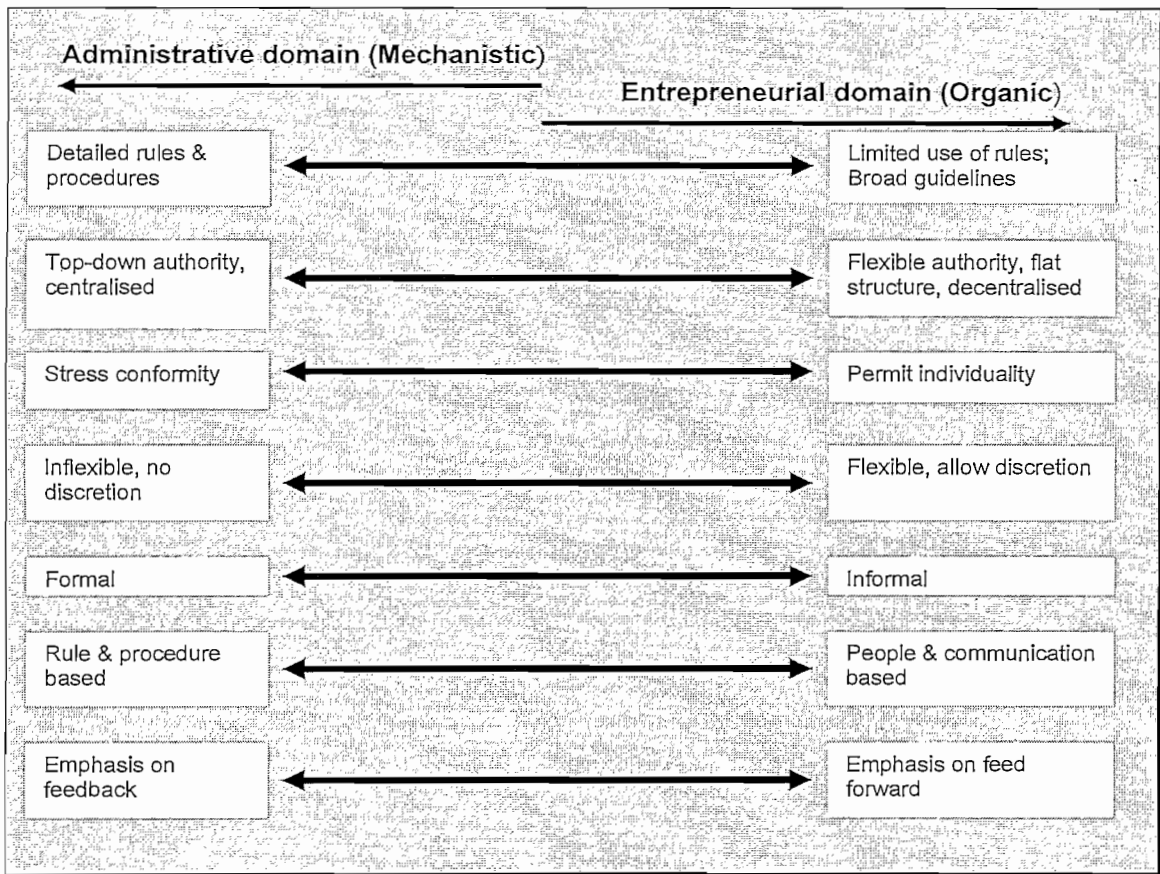 Administrative domain (Mechanistic)
Entrepreneurial domain (Organic)
Detailed rules &
procedures
Limited use of rules;
Broad guidelines
Top-down authority,
centralised
Flexible authority, flat
structure, decentralised
Stress conformity
Permit individuality
Inflexible, no
discretion
Flexible, allow discretion
Formal
Informal
Rule & procedure
based
People & communication
based
Emphasis on
feedback
Emphasis on feed
forward